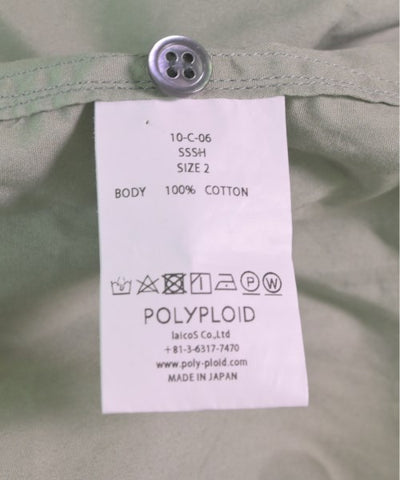 10-C-06
SSSH
SIZE 2
BODY 100% COTTON
P W
POLYPLOID
laicoS Co.,Ltd
+81-3-6317-7470
www.poly-ploid.com
MADE IN JAPAN